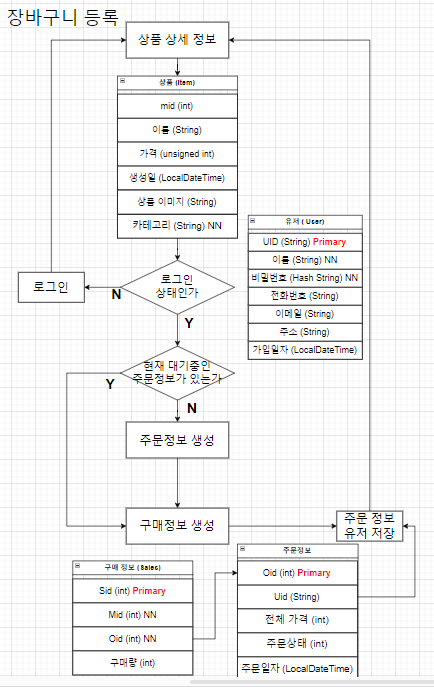 장바구니 등록
상품 상세 정보
상품 (Item)
mid (int)
이름 (String)
가격 (unsigned int)
생성일 (LocalDateTime)
상품 이미지 (String)
카테고리 (String) NN
유저 ( User)
UID (String) Primary
이름 (String) NN
비밀번호 (Hash String) NN
전화번호 (String)
이메일 (String)
주소 (String)
가입일자 (LocalDateTime)
로그인
상태인가
로그인
N
Y
현재 대기중인
주문정보가 있는가
Y
N
주문정보 생성
구매정보 생성
주문 정보
유저 저장
구매 정보 (Sales)
Sid (int) Primary
Mid (int) NN
Oid (int) NN
구매량 (int)
주문정보
Oid (int) Primary
Uid (String)
전체 가격 (int)
주문상태 (int)
주문일자 (LocalDateTime)